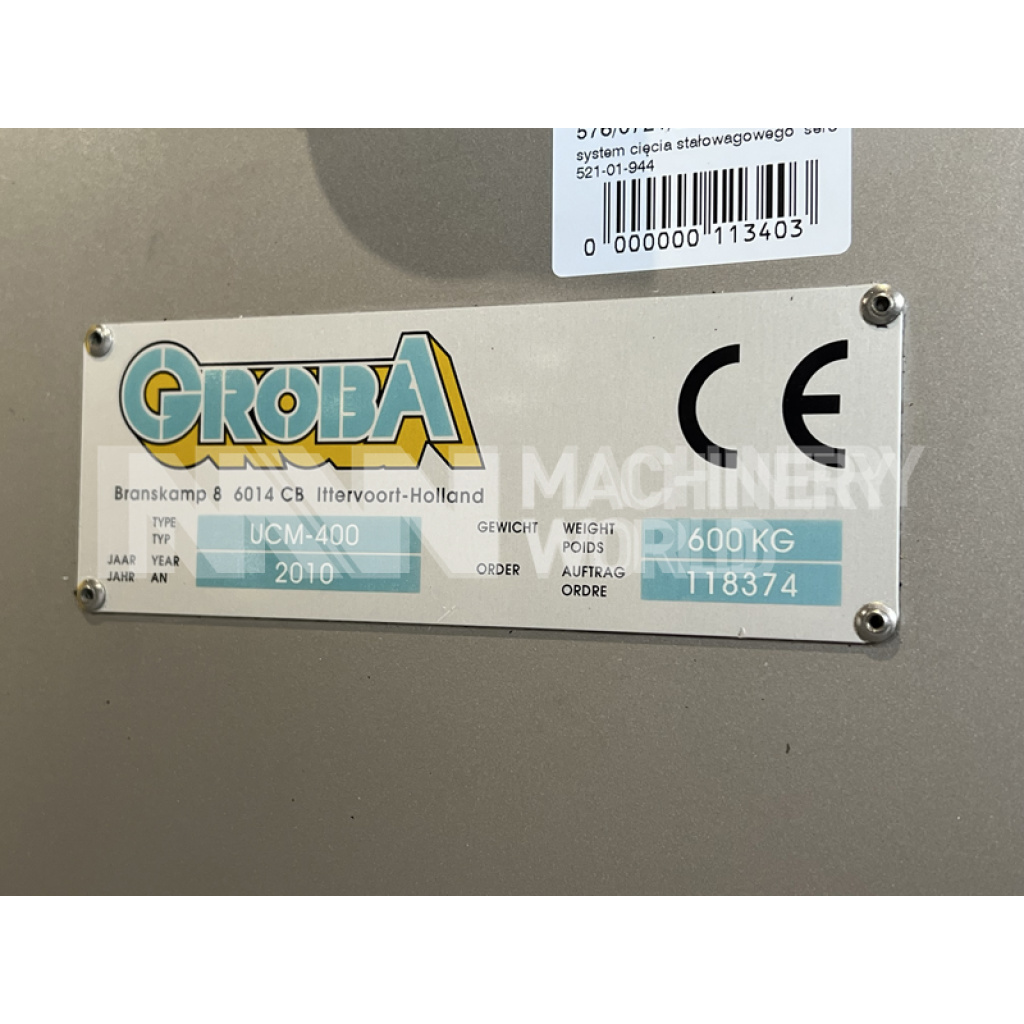 system cięcia stałowagowego sera
521-01-944
0 000000 113403
GROBA
CE
Branskamp 8 6014 CB Ittervoort-Holland
TYPE
TYP
UCM-400
GEWICHT
WEIGHT
POIDS
600 KG
JAAR YEAR
JAHR AN
2010
ORDER
AUFTRAG
ORDRE
118374
MACHINERY
WORLD